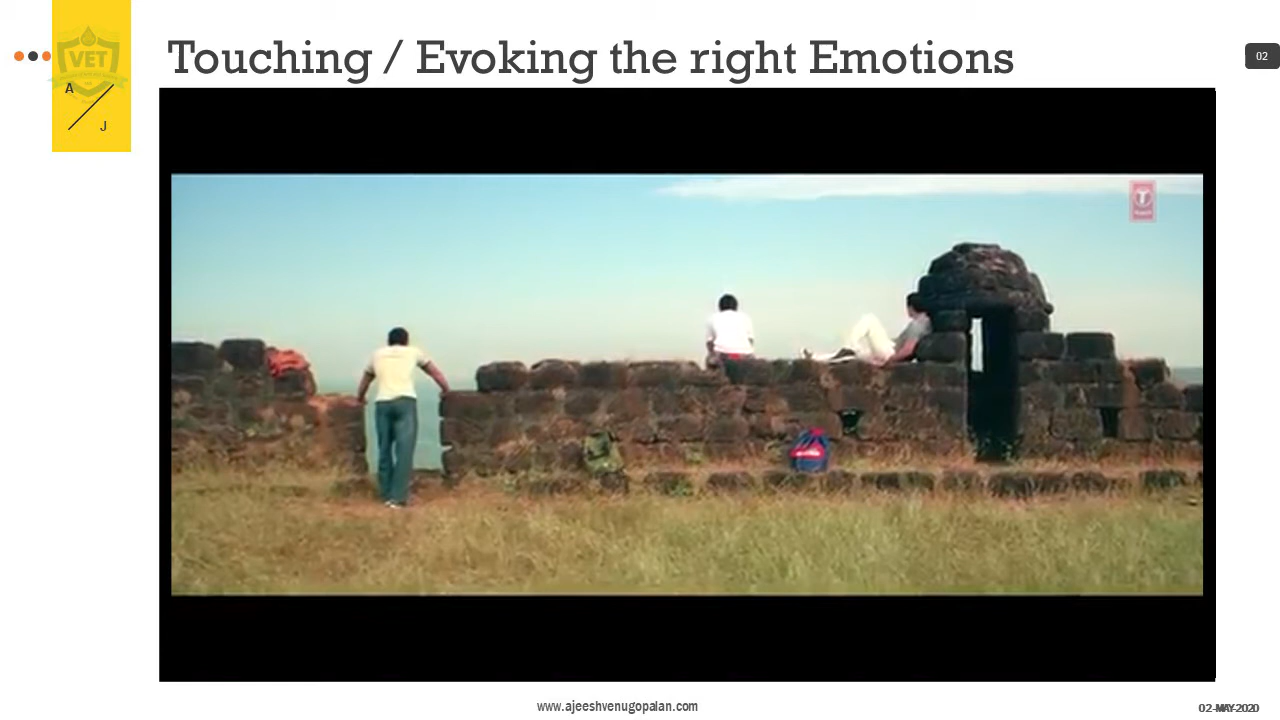 VET
A
J
Touching / Evoking the right Emotions
02
T
www.ajeeshvenugopalan.com
02-MAY-2020